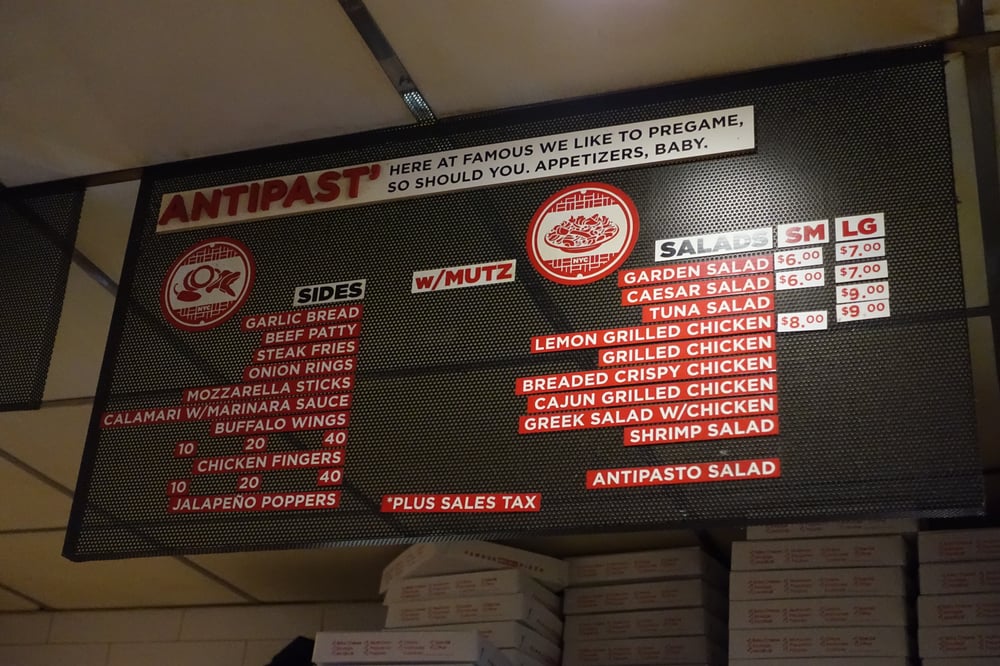 ANTIPAST'
HERE AT FAMOUS WE LIKE TO PREGAME,
SO SHOULD YOU. APPETIZERS, BABY.
NYC
SIDES
w/MUTZ
GARLIC BREAD
BEEF PATTY
STEAK FRIES
ONION RINGS
MOZZARELLA STICKS
CALAMARI W/MARINARA SAUCE
BUFFALO WINGS
10 20 40
CHICKEN FINGERS
10 20 40
JALAPEÑO POPPERS
*PLUS SALES TAX
NYC
SALADS SM LG
GARDEN SALAD $6.00 $7.00
CAESAR SALAD $6.00 $7.00
TUNA SALAD $9.00
LEMON GRILLED CHICKEN $8.00 $9.00
GRILLED CHICKEN
BREADED CRISPY CHICKEN
CAJUN GRILLED CHICKEN
GREEK SALAD W/CHICKEN
SHRIMP SALAD
ANTIPASTO SALAD